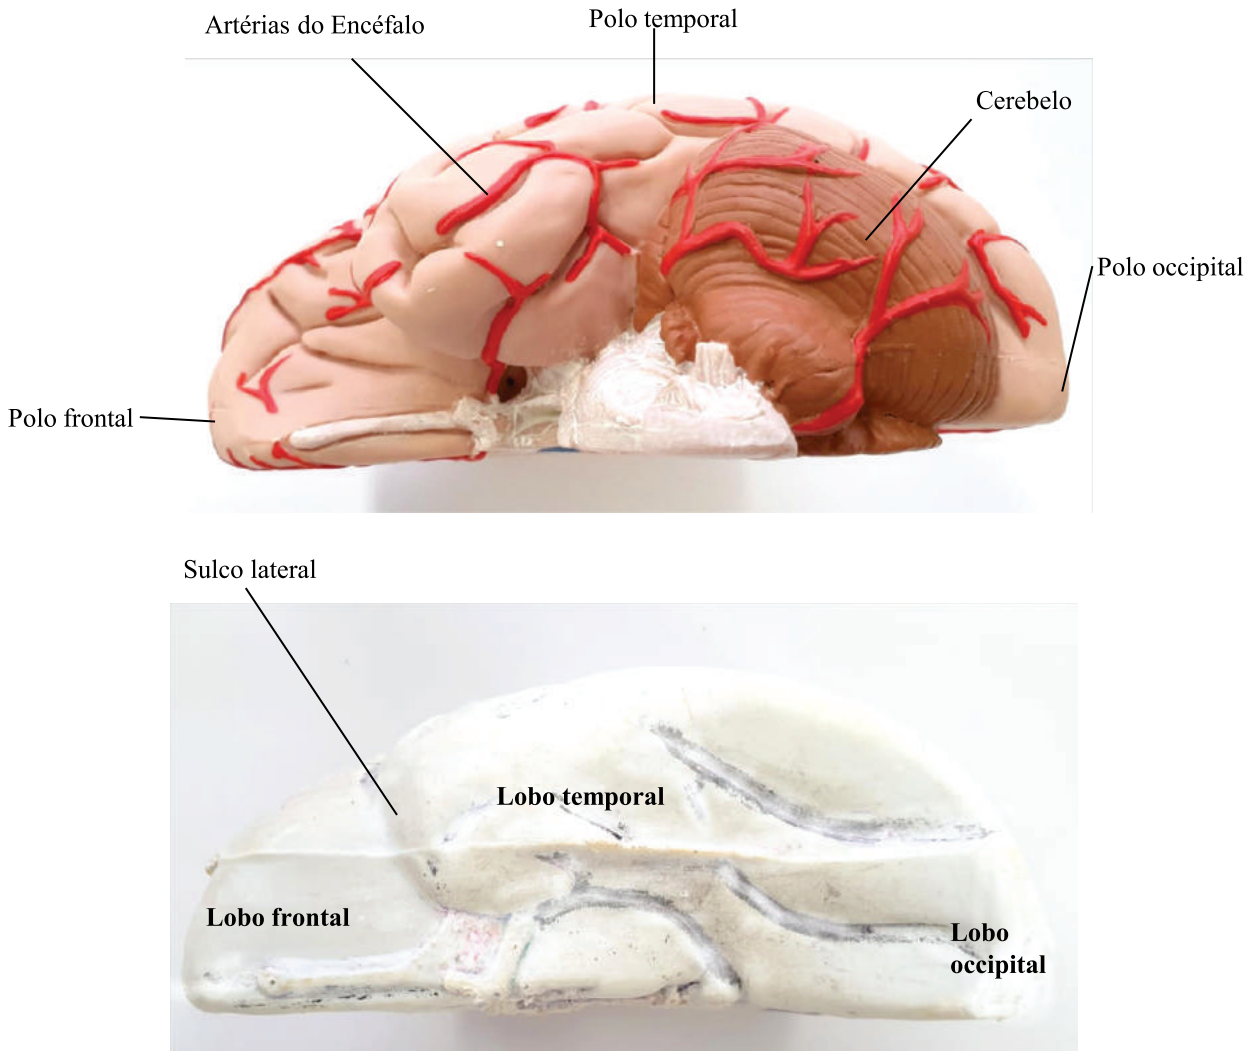 Polo temporal
Artérias do Encéfalo
Cerebelo
Polo occipital
Polo frontal
Sulco lateral
Lobo temporal
Lobo frontal
Lobo
occipital